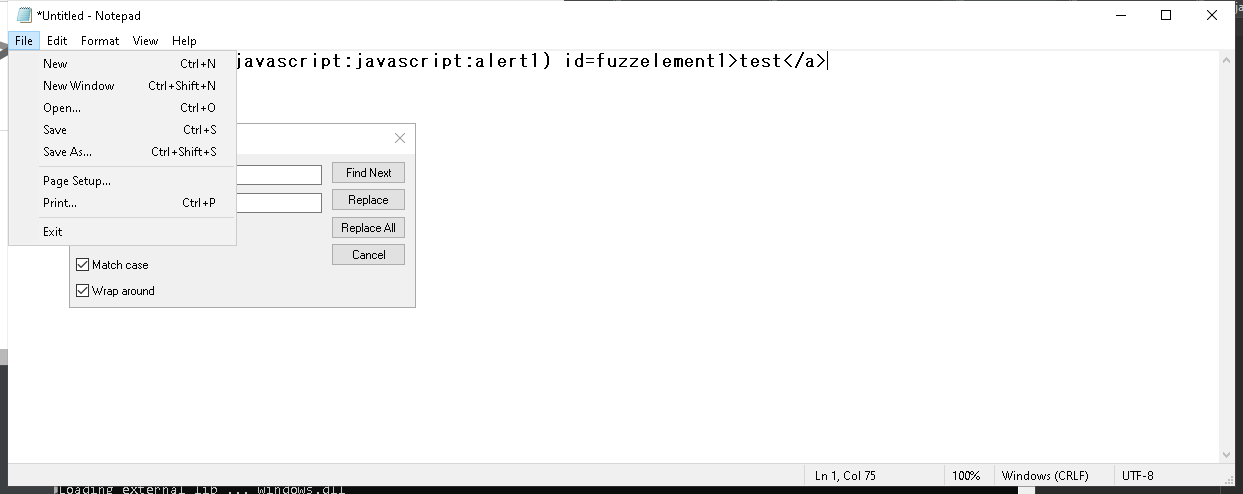 *Untitled - Notepad
File Edit Format View Help
New Ctrl+N
New Window Ctrl+Shift+N
Open... Ctrl+O
Save Ctrl+S
Save As... Ctrl+Shift+S
Page Setup...
Print... Ctrl+P
Exit
javascript:javascript:alert1) id=fuzzelement1>test</a>
Find Next
Replace
Replace All
Cancel
Match case
Wrap around
Ln 1, Col 75 100% Windows (CRLF) UTF-8
Loading external lib ... windows.dll